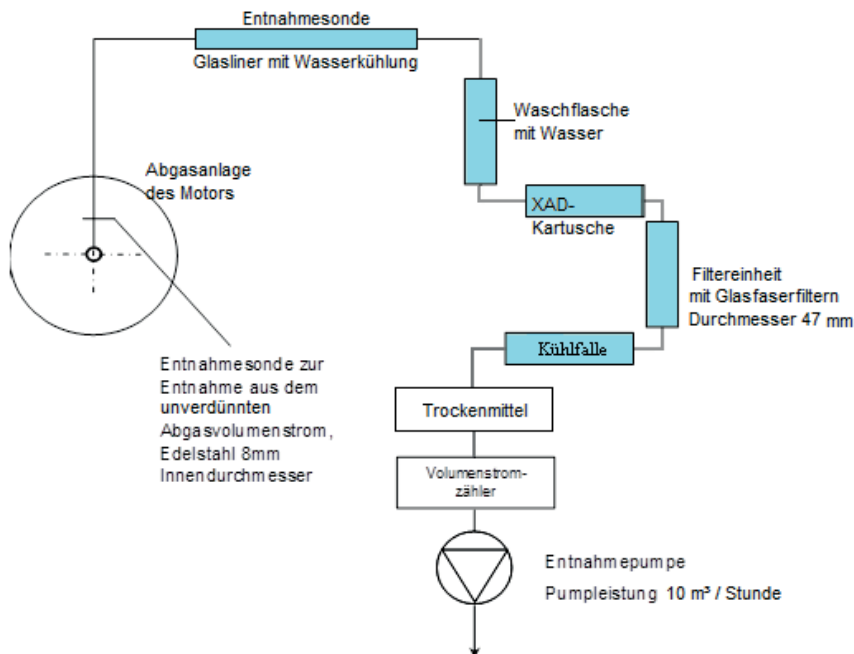 Entnahmesonde
Glasliner mit Wasserkühlung
Waschflasche
mit Wasser
Abgasanlage
des Motors
XAD-
Kartusche
Filtereinheit
mit Glasfaserfiltern
Durchmesser 47 mm
Kühlfalle
Entnahmesonde zur
Entnahme aus dem
unverdünnten
Abgasvolumenstrom,
Edelstahl 8mm
Innendurchmesser
Trockenmittel
Volumenstrom-
zähler
Entnahmepumpe
Pumpleistung 10 m³ / Stunde